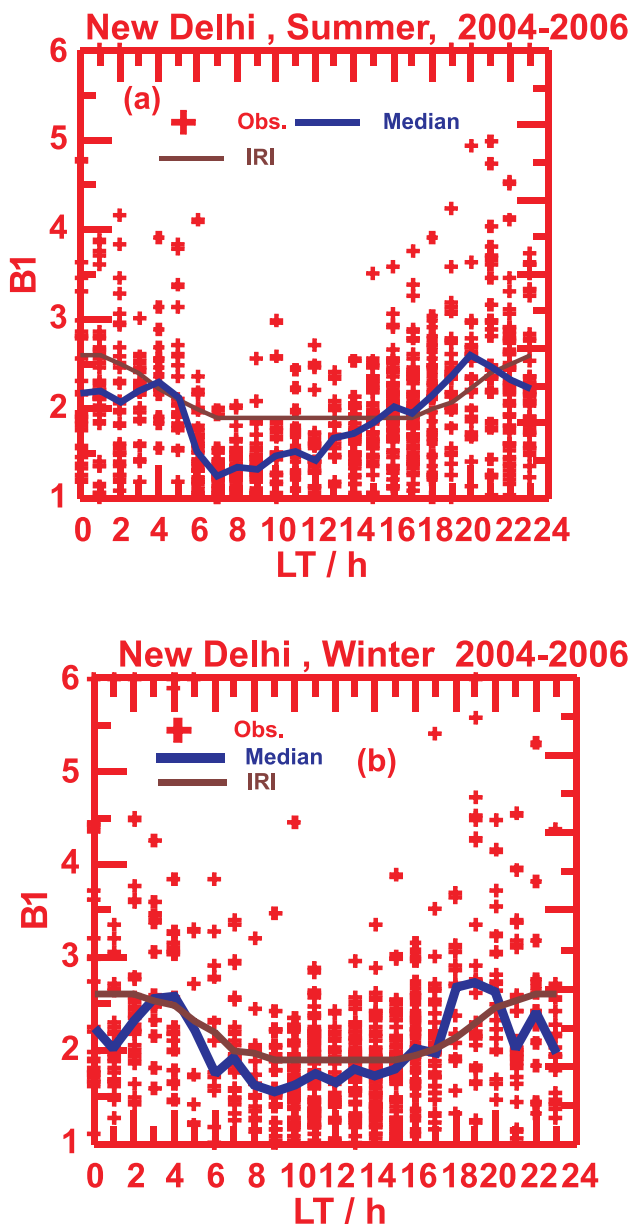 New Delhi , Summer, 2004-2006
6
(a)
Obs. Median
IRI
5
4
3
2
1
B1
0 2 4 6 8 10 12 14 16 18 20 22 24
LT / h
New Delhi , Winter 2004-2006
6
Obs.
Median (b)
IRI
5
4
3
2
1
B1
0 2 4 6 8 10 12 14 16 18 20 22 24
LT / h